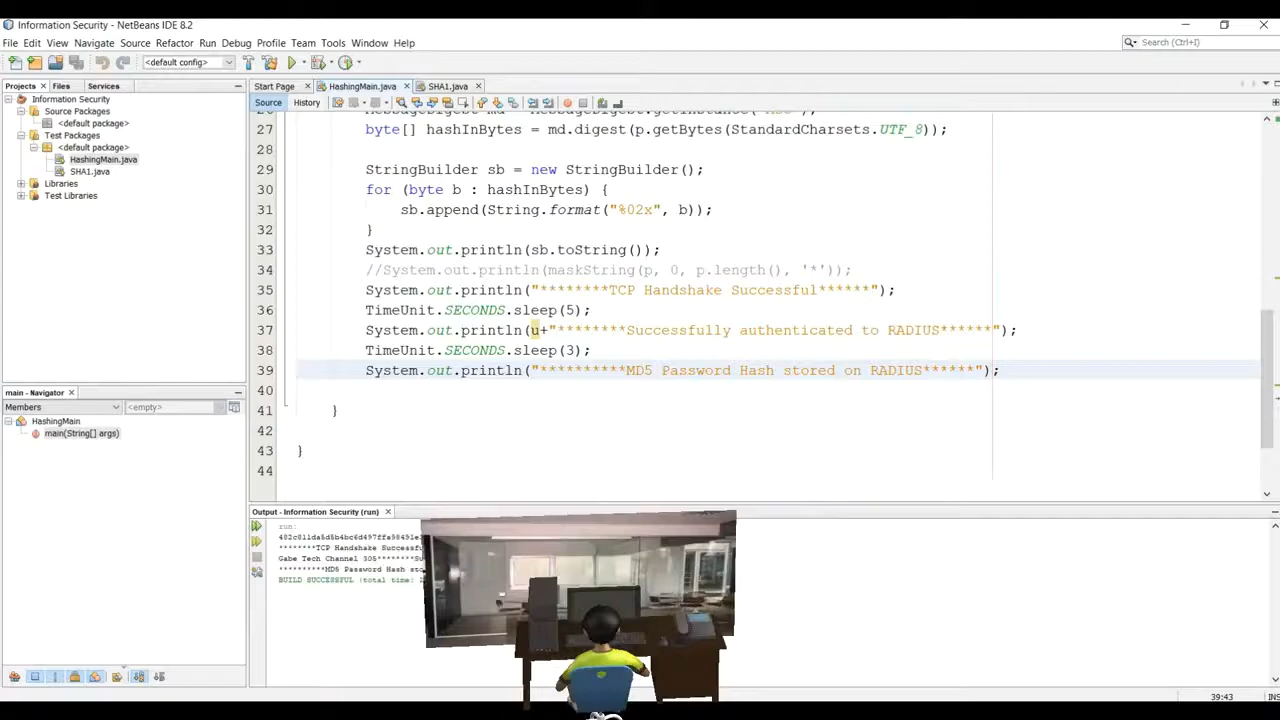 Information Security - NetBeans IDE 8.2
File Edit View Navigate Source Refactor Run Debug Profile Team Tools Window Help
Search (Ctrl+I)
<default config>
Projects Files Services
Start Page HashingMain.java SHA1.java
Source History
Information Security
Source Packages
<default package>
Test Packages
<default package>
HashingMain.java
SHA1.java
Libraries
Test Libraries
27 byte[] hashInBytes = md.digest(p.getBytes(StandardCharsets.UTF_8));
28
29 StringBuilder sb = new StringBuilder();
30 for (byte b : hashInBytes) {
31 sb.append(String.format("%02x", b));
32 }
33 System.out.println(sb.toString());
34 //System.out.println(maskString(p, 0, p.length(), '*'));
35 System.out.println("********TCP Handshake Successful******");
36 TimeUnit.SECONDS.sleep(5);
37 System.out.println(u+"********Successfully authenticated to RADIUS******");
38 TimeUnit.SECONDS.sleep(3);
39 System.out.println("**********MD5 Password Hash stored on RADIUS******");
40
41 }
42
43 }
44
main - Navigator
Members <empty>
HashingMain
main(String[] args)
Output - Information Security (run)
run:
********TCP Handshake Successfu
Gabe Tech Channel 305********Su
**********MD5 Password Hash sto
BUILD SUCCESSFUL (total time:
39:43 INS